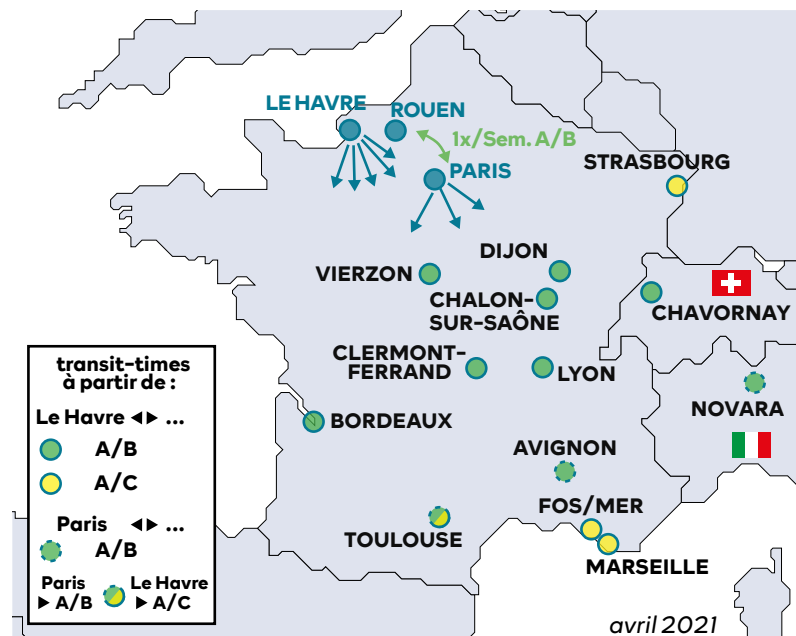 LE HAVRE
ROUEN
1x/Sem. A/B
PARIS
STRASBOURG
DIJON
VIERZON
CHALON-
SUR-SAÔNE
CHAVORNAY
CLERMONT-
FERRAND
LYON
NOVARA
BORDEAUX
AVIGNON
FOS/MER
TOULOUSE
MARSEILLE
transit-times
à partir de :
Le Havre ◂▸ ...
A/B
A/C
Paris ◂▸ ...
A/B
Paris
▸ A/B
Le Havre
▸ A/C
avril 2021